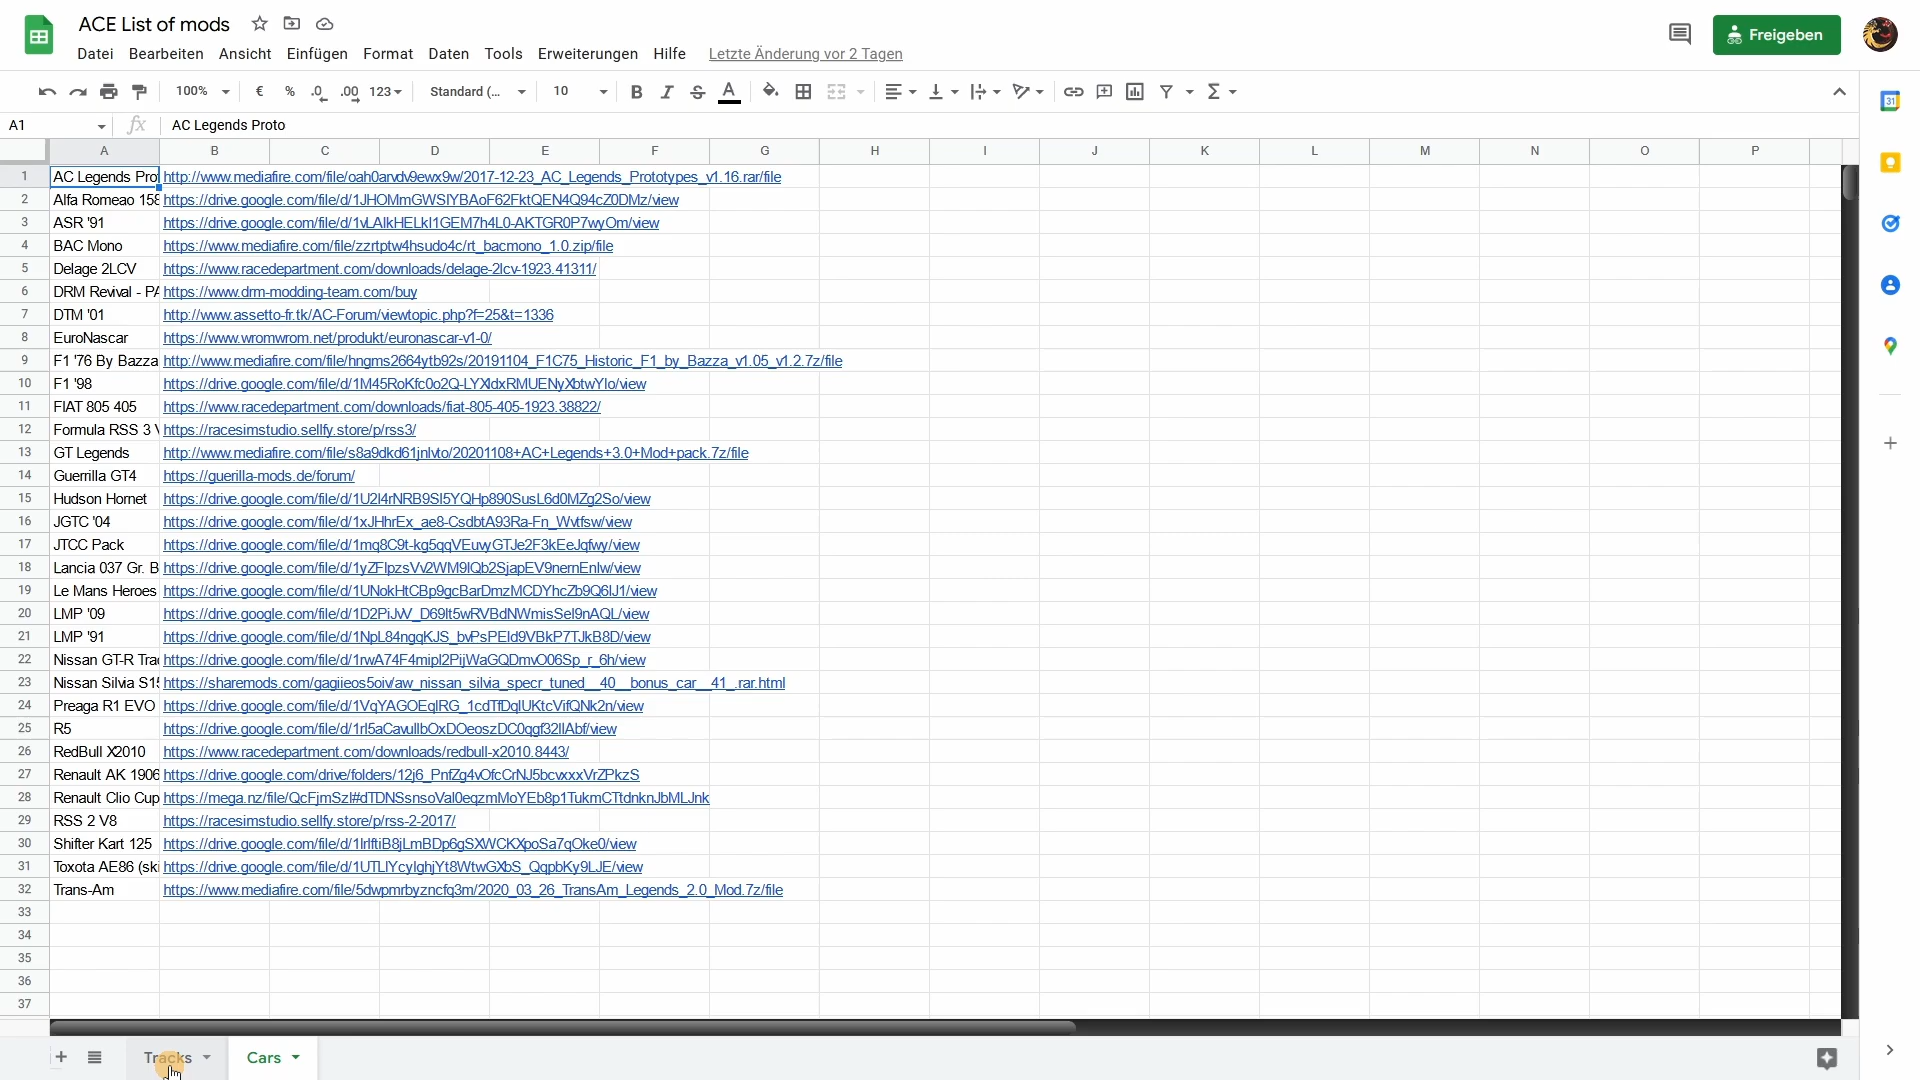 ACE List of mods
Datei Bearbeiten Ansicht Einfügen Format Daten Tools Erweiterungen Hilfe Letzte Änderung vor 2 Tagen
Freigeben
100% € % .0 .00 123 Standard (... 10 B I S A
A1 fx AC Legends Proto
A B C D E F G H I J K L M N O P
1 AC Legends Prot http://www.mediafire.com/file/oah0arvdv9ewx9w/2017-12-23_AC_Legends_Prototypes_v1.16.rar/file
2 Alfa Romeao 158 https://drive.google.com/file/d/1JHOMmGWSIYBAoF62FktQEN4Q94cZ0DMz/view
3 ASR '91 https://drive.google.com/file/d/1vLAlkHELkI1GEM7h4L0-AKTGR0P7wyOm/view
4 BAC Mono https://www.mediafire.com/file/zzrtptw4hsudo4c/rt_bacmono_1.0.zip/file
5 Delage 2LCV https://www.racedepartment.com/downloads/delage-2lcv-1923.41311/
6 DRM Revival - PA https://www.drm-modding-team.com/buy
7 DTM '01 http://www.assetto-fr.tk/AC-Forum/viewtopic.php?f=25&t=1336
8 EuroNascar https://www.wromwrom.net/produkt/euronascar-v1-0/
9 F1 '76 By Bazza http://www.mediafire.com/file/hngms2664ytb92s/20191104_F1C75_Historic_F1_by_Bazza_v1.05_v1.2.7z/file
10 F1 '98 https://drive.google.com/file/d/1M45RoKfc0o2Q-LYXldxRMUENyXbtwYIo/view
11 FIAT 805 405 https://www.racedepartment.com/downloads/fiat-805-405-1923.38822/
12 Formula RSS 3 V https://racesimstudio.sellfy.store/p/rss3/
13 GT Legends http://www.mediafire.com/file/s8a9dkd61jnlvto/20201108+AC+Legends+3.0+Mod+pack.7z/file
14 Guerrilla GT4 https://guerilla-mods.de/forum/
15 Hudson Hornet https://drive.google.com/file/d/1U2I4rNRB9SI5YQHp890SusL6d0MZg2So/view
16 JGTC '04 https://drive.google.com/file/d/1xJHhrEx_ae8-CsdbtA93Ra-Fn_Wvtfsw/view
17 JTCC Pack https://drive.google.com/file/d/1mq8C9t-kg5qqVEuvyGTJe2F3kEeJqfwy/view
18 Lancia 037 Gr. B https://drive.google.com/file/d/1yZFlpzsVv2WM9IQb2SjapEV9nemEnlw/view
19 Le Mans Heroes https://drive.google.com/file/d/1UNokHtCBp9gcBarDmzMCDYhcZb9Q6lJ1/view
20 LMP '09 https://drive.google.com/file/d/1D2PiJvV_D69It5wRVBdNWmisSel9nAQL/view
21 LMP '91 https://drive.google.com/file/d/1NpL84ngqKJS_bvPsPEld9VBkP7TJkB8D/view
22 Nissan GT-R Tra https://drive.google.com/file/d/1rwA74F4mipl2PijWaGQDmvO06Sp_r_6h/view
23 Nissan Silvia S15 https://sharemods.com/gagiieos5oiv/aw_nissan_silvia_specr_tuned__40__bonus_car__41_.rar.html
24 Preaga R1 EVO https://drive.google.com/file/d/1VqYAGOEqlRG_1cdTfDqlUKtcVifQNk2n/view
25 R5 https://drive.google.com/file/d/1rI5aCavullbOxDOeoszDC0qgf32llAbf/view
26 RedBull X2010 https://www.racedepartment.com/downloads/redbull-x2010.8443/
27 Renault AK 1906 https://drive.google.com/drive/folders/12j6_PnfZg4vOfcCrNJ5bcvxxxVrZPkzS
28 Renault Clio Cup https://mega.nz/file/QcFjmSzI#dTDNSsnsoVal0eqzmMoYEb8p1TukmCTtdnknJbMLJnk
29 RSS 2 V8 https://racesimstudio.sellfy.store/p/rss-2-2017/
30 Shifter Kart 125 https://drive.google.com/file/d/1IrlftiB8jLmBDp6gSXWCKXpoSa7qOke0/view
31 Toxota AE86 (ski https://drive.google.com/file/d/1UTLIYcylghjYt8WtwGXbS_QqpbKy9LJE/view
32 Trans-Am https://www.mediafire.com/file/5dwpmrbyzncfq3m/2020_03_26_TransAm_Legends_2.0_Mod.7z/file
33
34
35
36
37
Tracks Cars